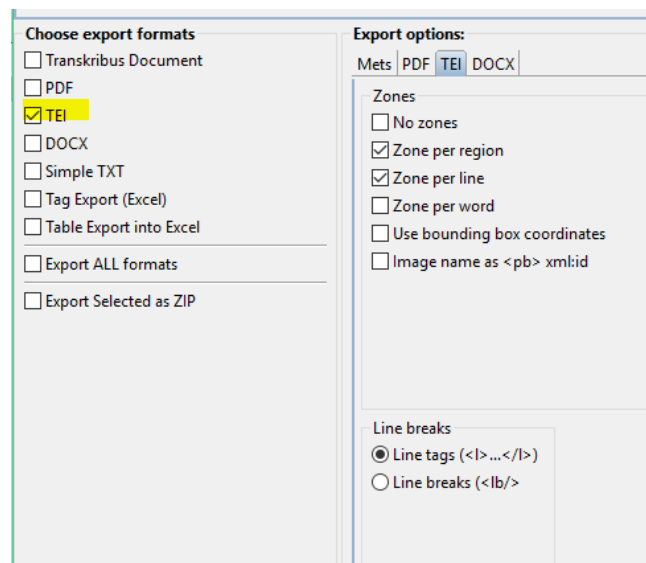 Choose export formats
Transkribus Document
PDF
TEI
DOCX
Simple TXT
Tag Export (Excel)
Table Export into Excel
Export ALL formats
Export Selected as ZIP
Export options:
Mets PDF TEI DOCX
Zones
No zones
Zone per region
Zone per line
Zone per word
Use bounding box coordinates
Image name as <pb> xml:id
Line breaks
Line tags (<l>...</l>)
Line breaks (<lb/>